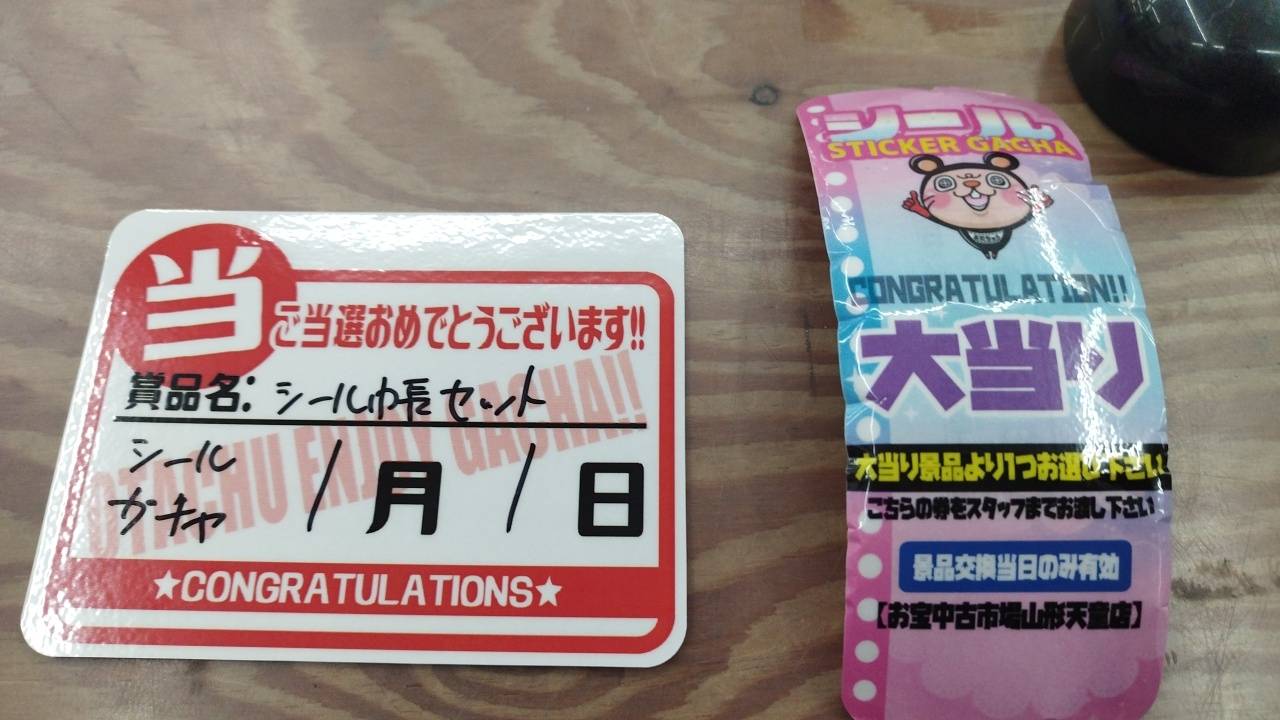 当
ご当選おめでとうございます!!
賞品名: シール帳セット
OTACHU ENJOY GACHA!!
シール
ガチャ
1月1日
★CONGRATULATIONS★
シール
STICKER GACHA
CONGRATULATION!!
大当り
大当り景品より1つお選び下さい
こちらの券をスタッフまでお渡し下さい
景品交換当日のみ有効
【お宝中古市場山形天童店】